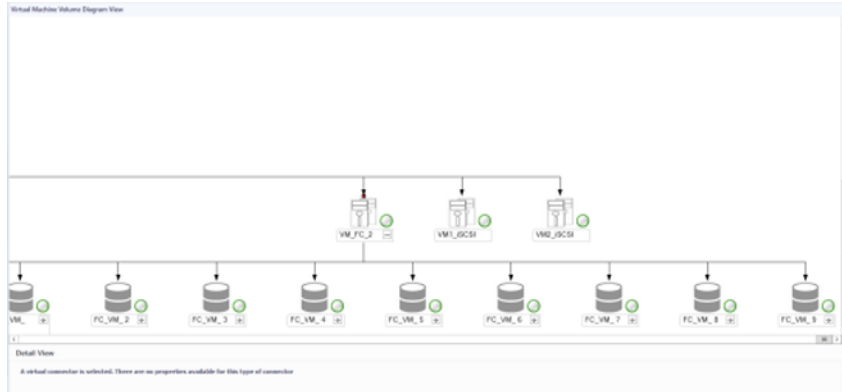 Virtual Machine Volume Diagram View
VM_FC_2 VM1_iSCSI VM2_iSCSI
VM_ FC_VM_2 FC_VM_3 FC_VM_4 FC_VM_5 FC_VM_6 FC_VM_7 FC_VM_8 FC_VM_9
Detail View
A virtual connector is selected. There are no properties available for this type of connector